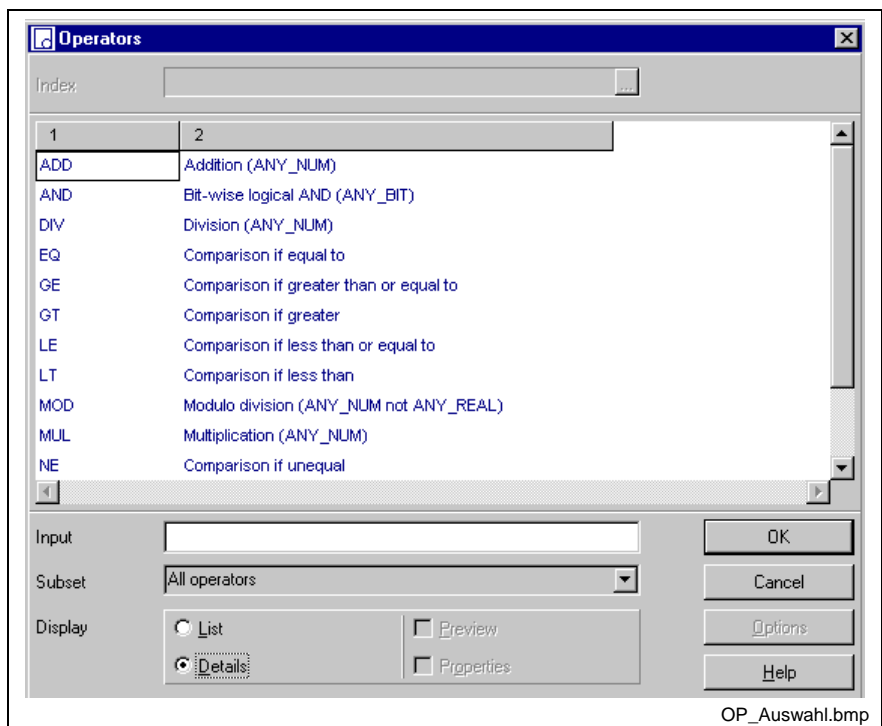 Operators
Index ...
1 2
ADD Addition (ANY_NUM)
AND Bit-wise logical AND (ANY_BIT)
DIV Division (ANY_NUM)
EQ Comparison if equal to
GE Comparison if greater than or equal to
GT Comparison if greater
LE Comparison if less than or equal to
LT Comparison if less than
MOD Modulo division (ANY_NUM not ANY_REAL)
MUL Multiplication (ANY_NUM)
NE Comparison if unequal
Input OK
Subset All operators Cancel
Display List Preview Options
Details Properties Help
OP_Auswahl.bmp